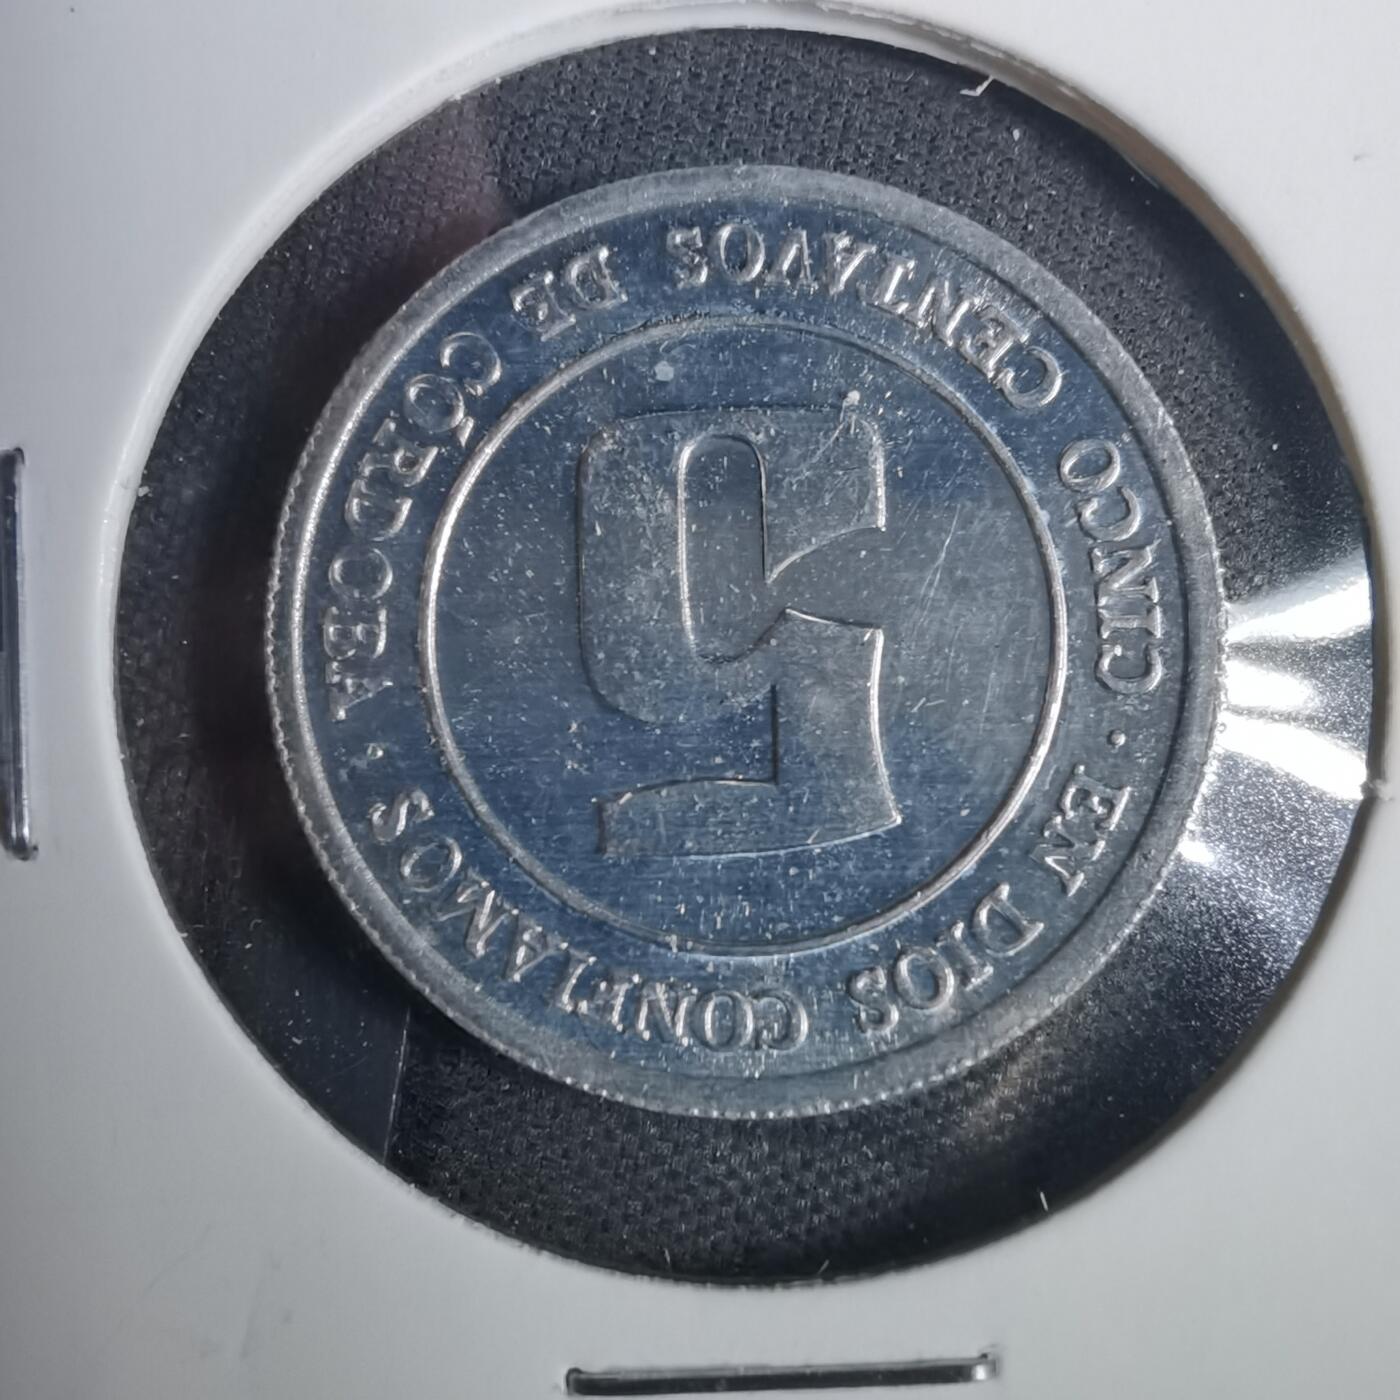 CINCO CENTAVOS DE CÓRDOBA
· EN DIOS CONFIAMOS ·
5